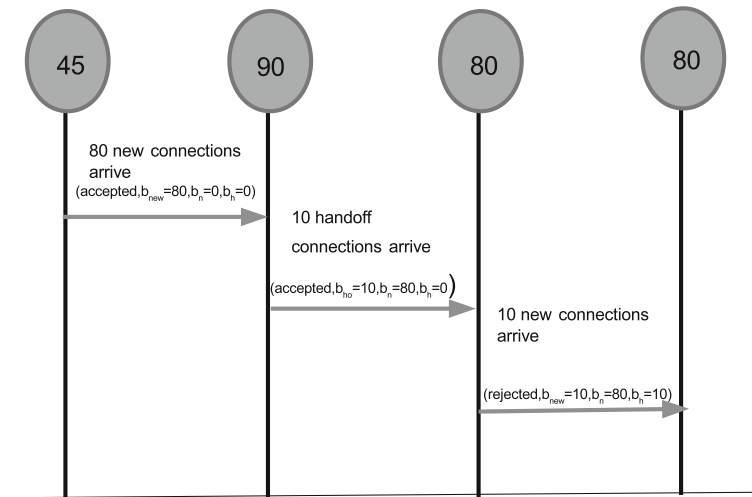 45
90
80
80
80 new connections
arrive
(accepted,bnew=80,bn=0,bh=0)
10 handoff
connections arrive
(accepted,bho=10,bn=80,bh=0)
10 new connections
arrive
(rejected,bnew=10,bn=80,bh=10)